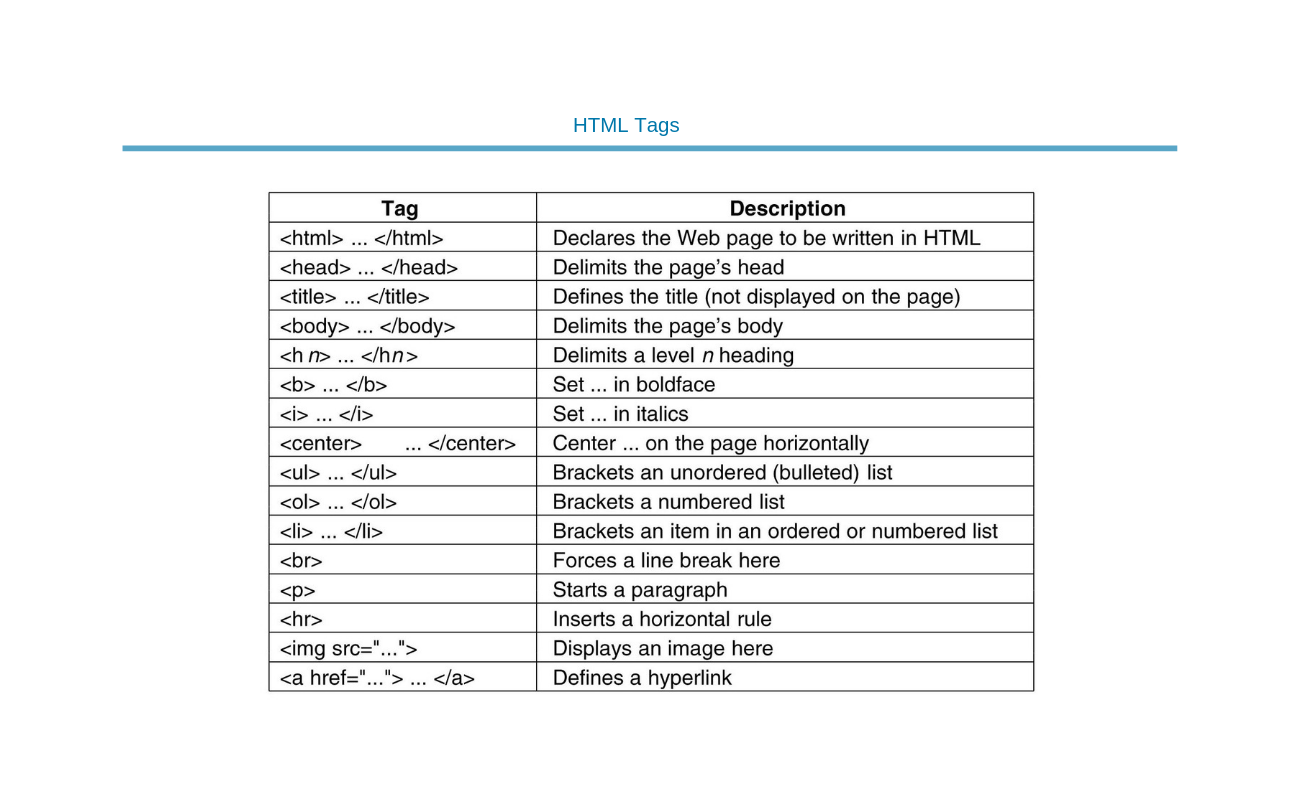 HTML Tags
Tag Description
<html> ... </html> Declares the Web page to be written in HTML
<head> ... </head> Delimits the page’s head
<title> ... </title> Defines the title (not displayed on the page)
<body> ... </body> Delimits the page’s body
<h n> ... </hn> Delimits a level n heading
<b> ... </b> Set ... in boldface
<i> ... </i> Set ... in italics
<center> ... </center> Center ... on the page horizontally
<ul> ... </ul> Brackets an unordered (bulleted) list
<ol> ... </ol> Brackets a numbered list
<li> ... </li> Brackets an item in an ordered or numbered list
<br> Forces a line break here
<p> Starts a paragraph
<hr> Inserts a horizontal rule
<img src="..."> Displays an image here
<a href="..."> ... </a> Defines a hyperlink